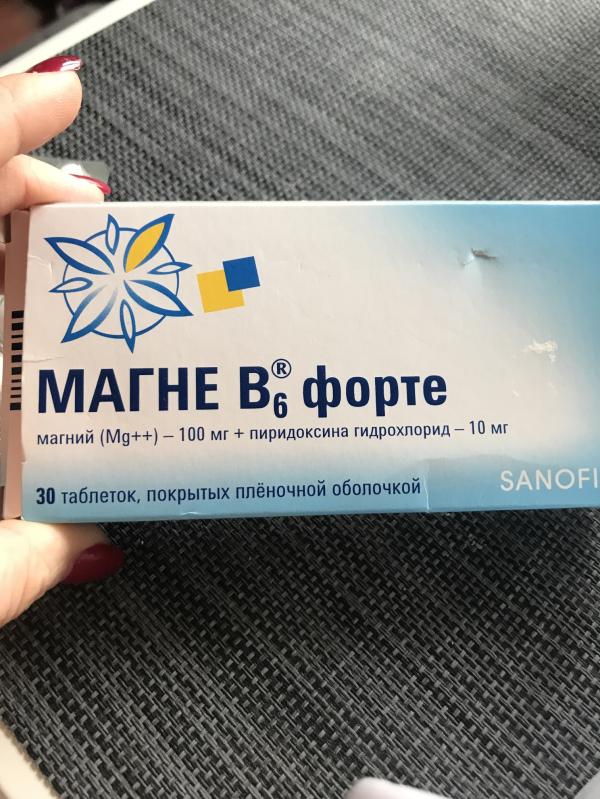 МАГНЕ B6® форте
магний (Mg++) – 100 мг + пиридоксина гидрохлорид – 10 мг
30 таблеток, покрытых плёночной оболочкой
SANOFI